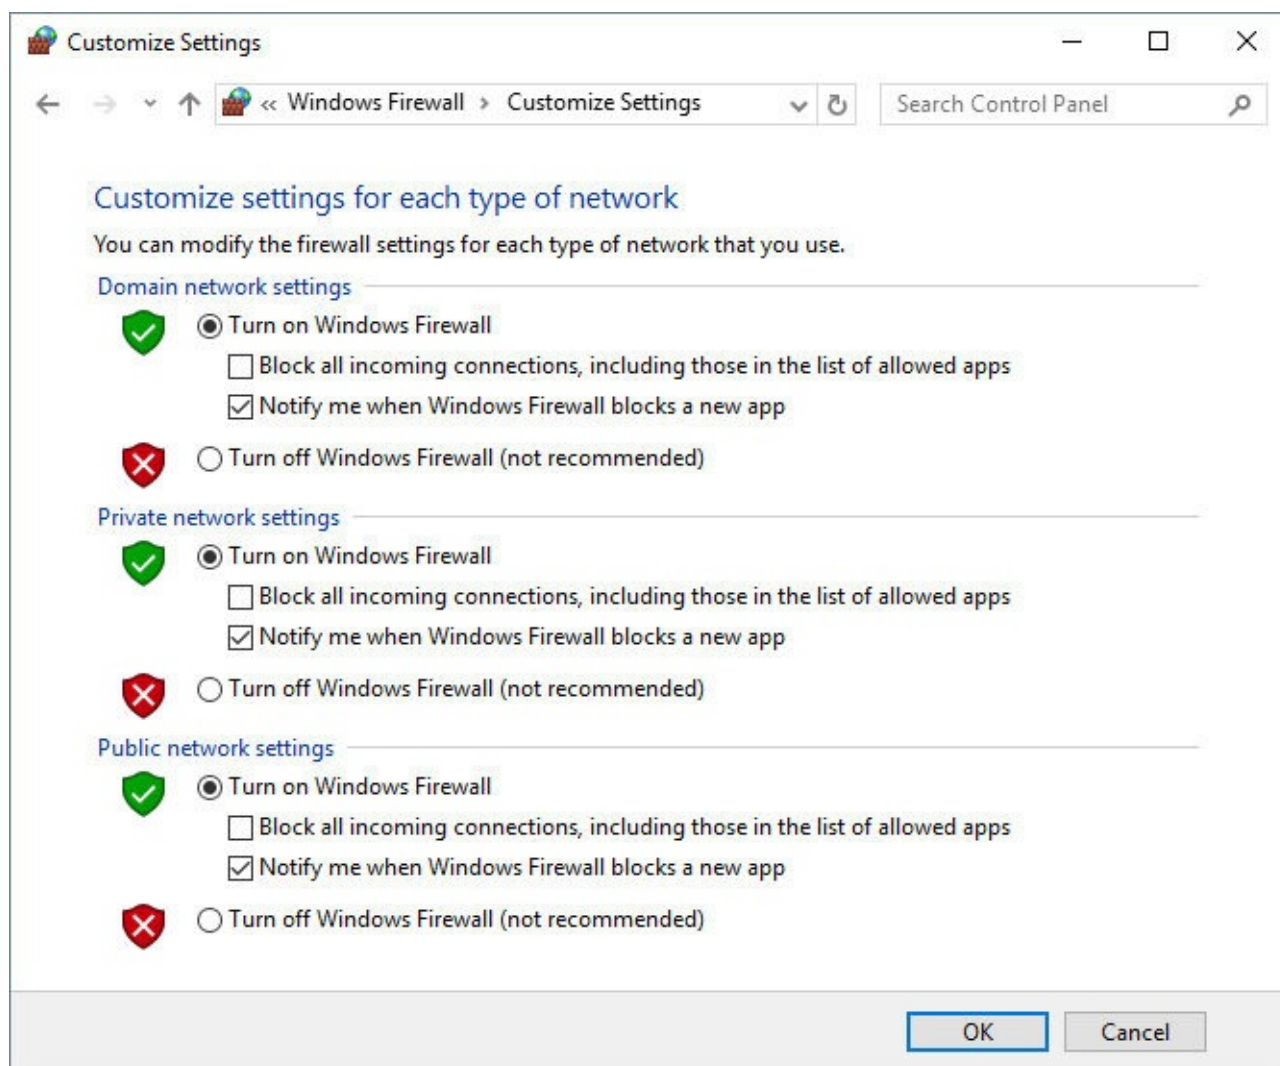 Customize Settings
« Windows Firewall › Customize Settings
Search Control Panel
Customize settings for each type of network
You can modify the firewall settings for each type of network that you use.
Domain network settings
Turn on Windows Firewall
Block all incoming connections, including those in the list of allowed apps
Notify me when Windows Firewall blocks a new app
Turn off Windows Firewall (not recommended)
Private network settings
Turn on Windows Firewall
Block all incoming connections, including those in the list of allowed apps
Notify me when Windows Firewall blocks a new app
Turn off Windows Firewall (not recommended)
Public network settings
Turn on Windows Firewall
Block all incoming connections, including those in the list of allowed apps
Notify me when Windows Firewall blocks a new app
Turn off Windows Firewall (not recommended)
OK
Cancel